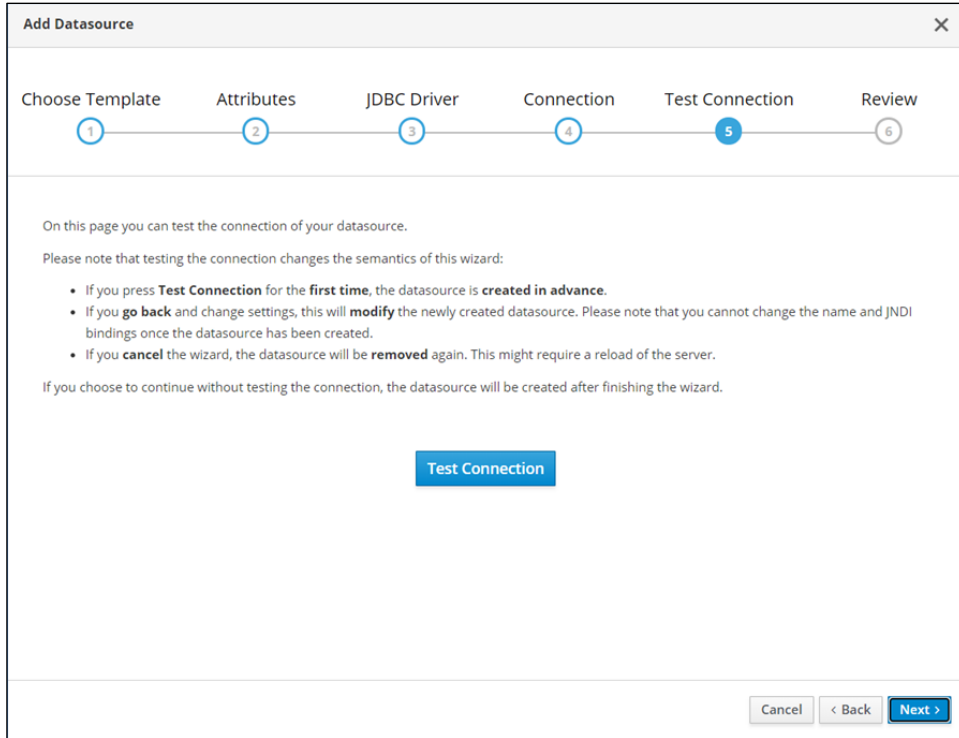 Add Datasource
Choose Template Attributes JDBC Driver Connection Test Connection Review
1 2 3 4 5 6
On this page you can test the connection of your datasource.
Please note that testing the connection changes the semantics of this wizard:
• If you press Test Connection for the first time, the datasource is created in advance.
• If you go back and change settings, this will modify the newly created datasource. Please note that you cannot change the name and JNDI
bindings once the datasource has been created.
• If you cancel the wizard, the datasource will be removed again. This might require a reload of the server.
If you choose to continue without testing the connection, the datasource will be created after finishing the wizard.
Test Connection
Cancel < Back Next >